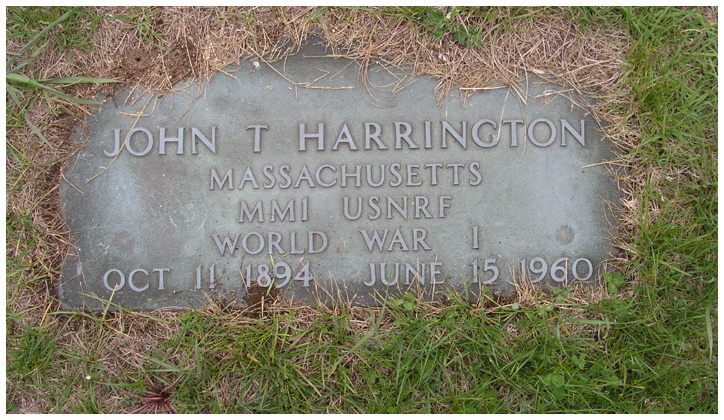 JOHN T HARRINGTON
MASSACHUSETTS
MM1 USNRF
WORLD WAR I
OCT 11 1894 JUNE 15 1960